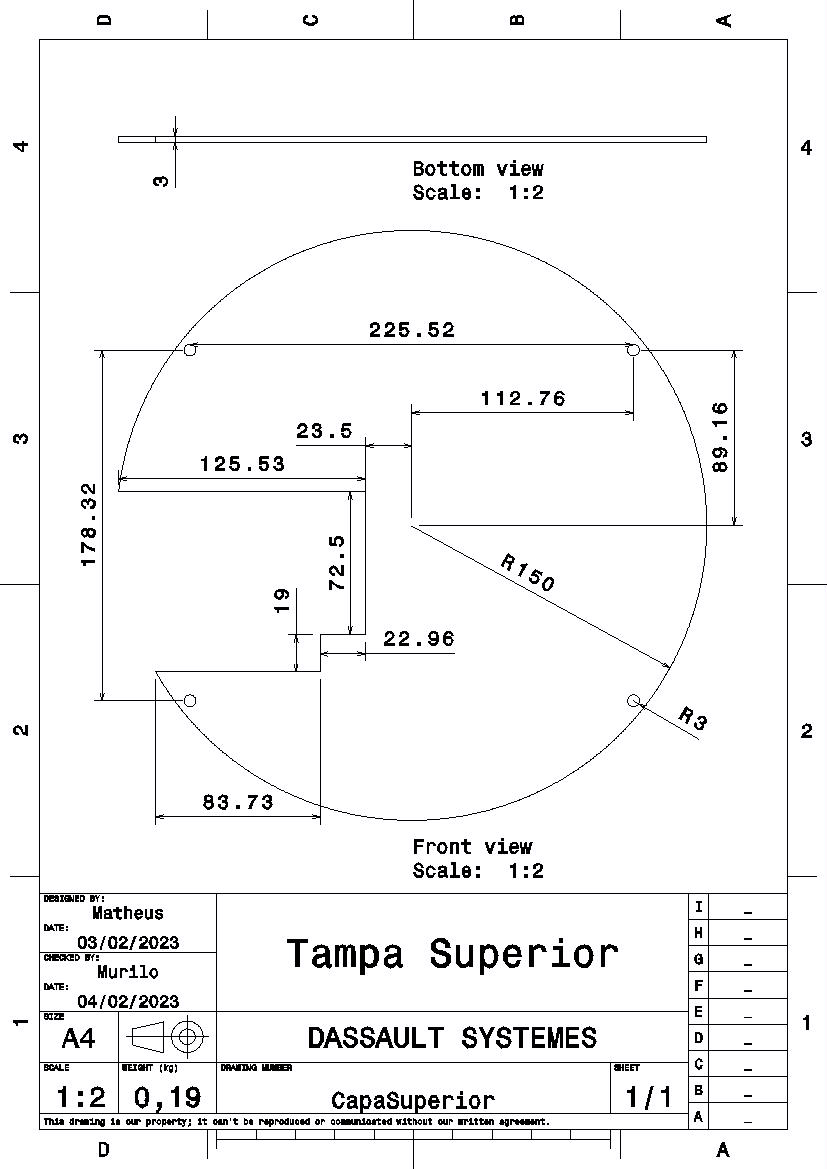 D C B A
4 4
3
Bottom view
Scale: 1:2
225.52
112.76
23.5
125.53
89.16
3 3
178.32
72.5
R150
19
22.96
R3
2 2
83.73
Front view
Scale: 1:2
DESIGNED BY:
Matheus
DATE:
03/02/2023
CHECKED BY:
Murilo
DATE:
04/02/2023
Tampa Superior
I _
H _
G _
F _
E _
D _
C _
B _
A _
1 1
SIZE
A4
DASSAULT SYSTEMES
SCALE
1:2
WEIGHT (kg)
0,19
DRAWING NUMBER
CapaSuperior
SHEET
1/1
This drawing is our property; it can't be reproduced or communicated without our written agreement.
D A